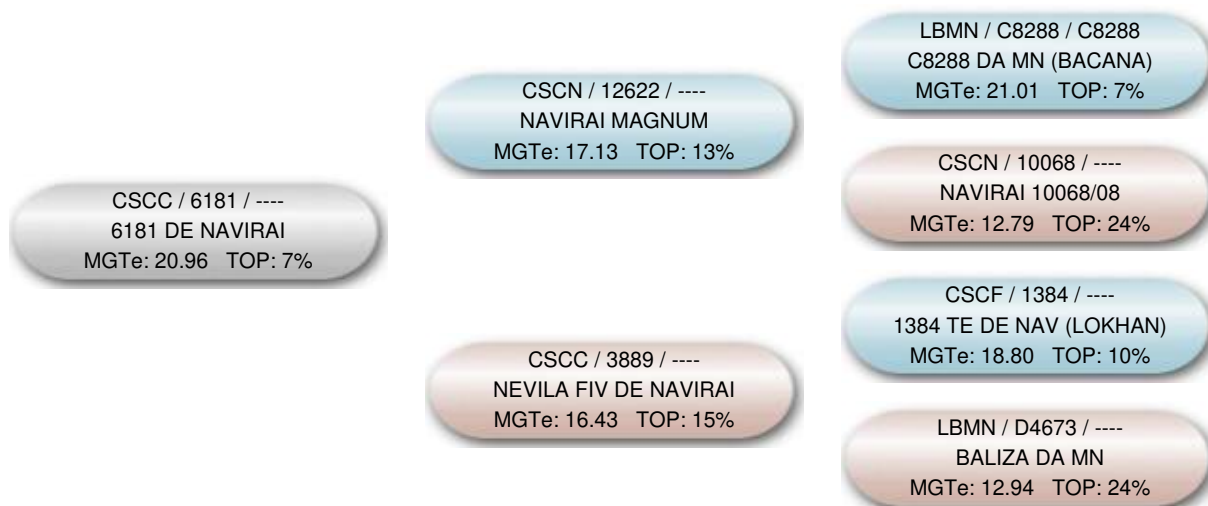 CSCC / 6181 / ----
6181 DE NAVIRAI
MGTe: 20.96 TOP: 7%
CSCN / 12622 / ----
NAVIRAI MAGNUM
MGTe: 17.13 TOP: 13%
CSCC / 3889 / ----
NEVILA FIV DE NAVIRAI
MGTe: 16.43 TOP: 15%
LBMN / C8288 / C8288
C8288 DA MN (BACANA)
MGTe: 21.01 TOP: 7%
CSCN / 10068 / ----
NAVIRAI 10068/08
MGTe: 12.79 TOP: 24%
CSCF / 1384 / ----
1384 TE DE NAV (LOKHAN)
MGTe: 18.80 TOP: 10%
LBMN / D4673 / ----
BALIZA DA MN
MGTe: 12.94 TOP: 24%